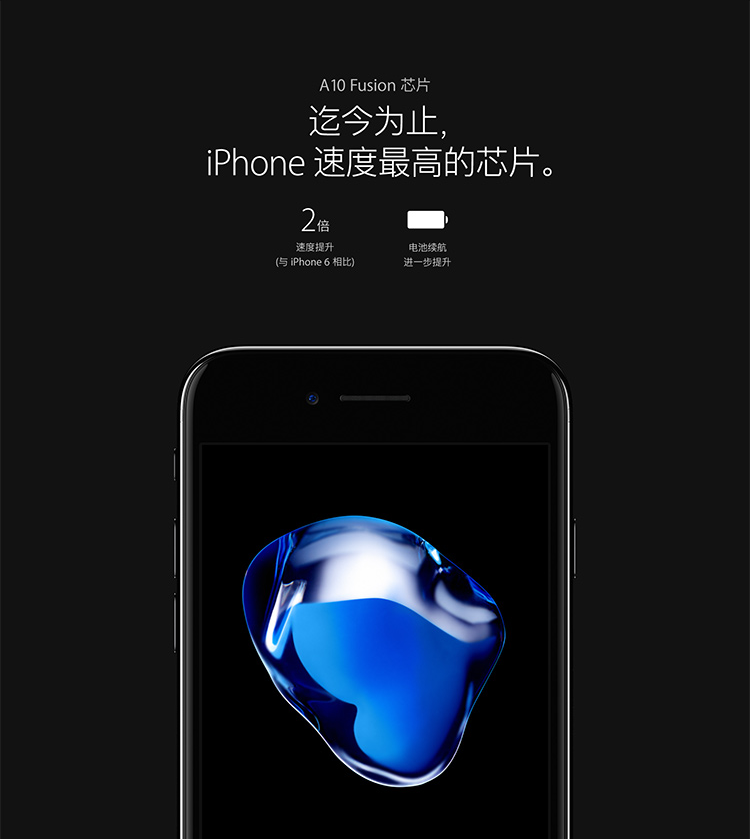 A10 Fusion 芯片
迄今为止,
iPhone 速度最高的芯片。
2倍
速度提升
(与 iPhone 6 相比)
电池续航
进一步提升